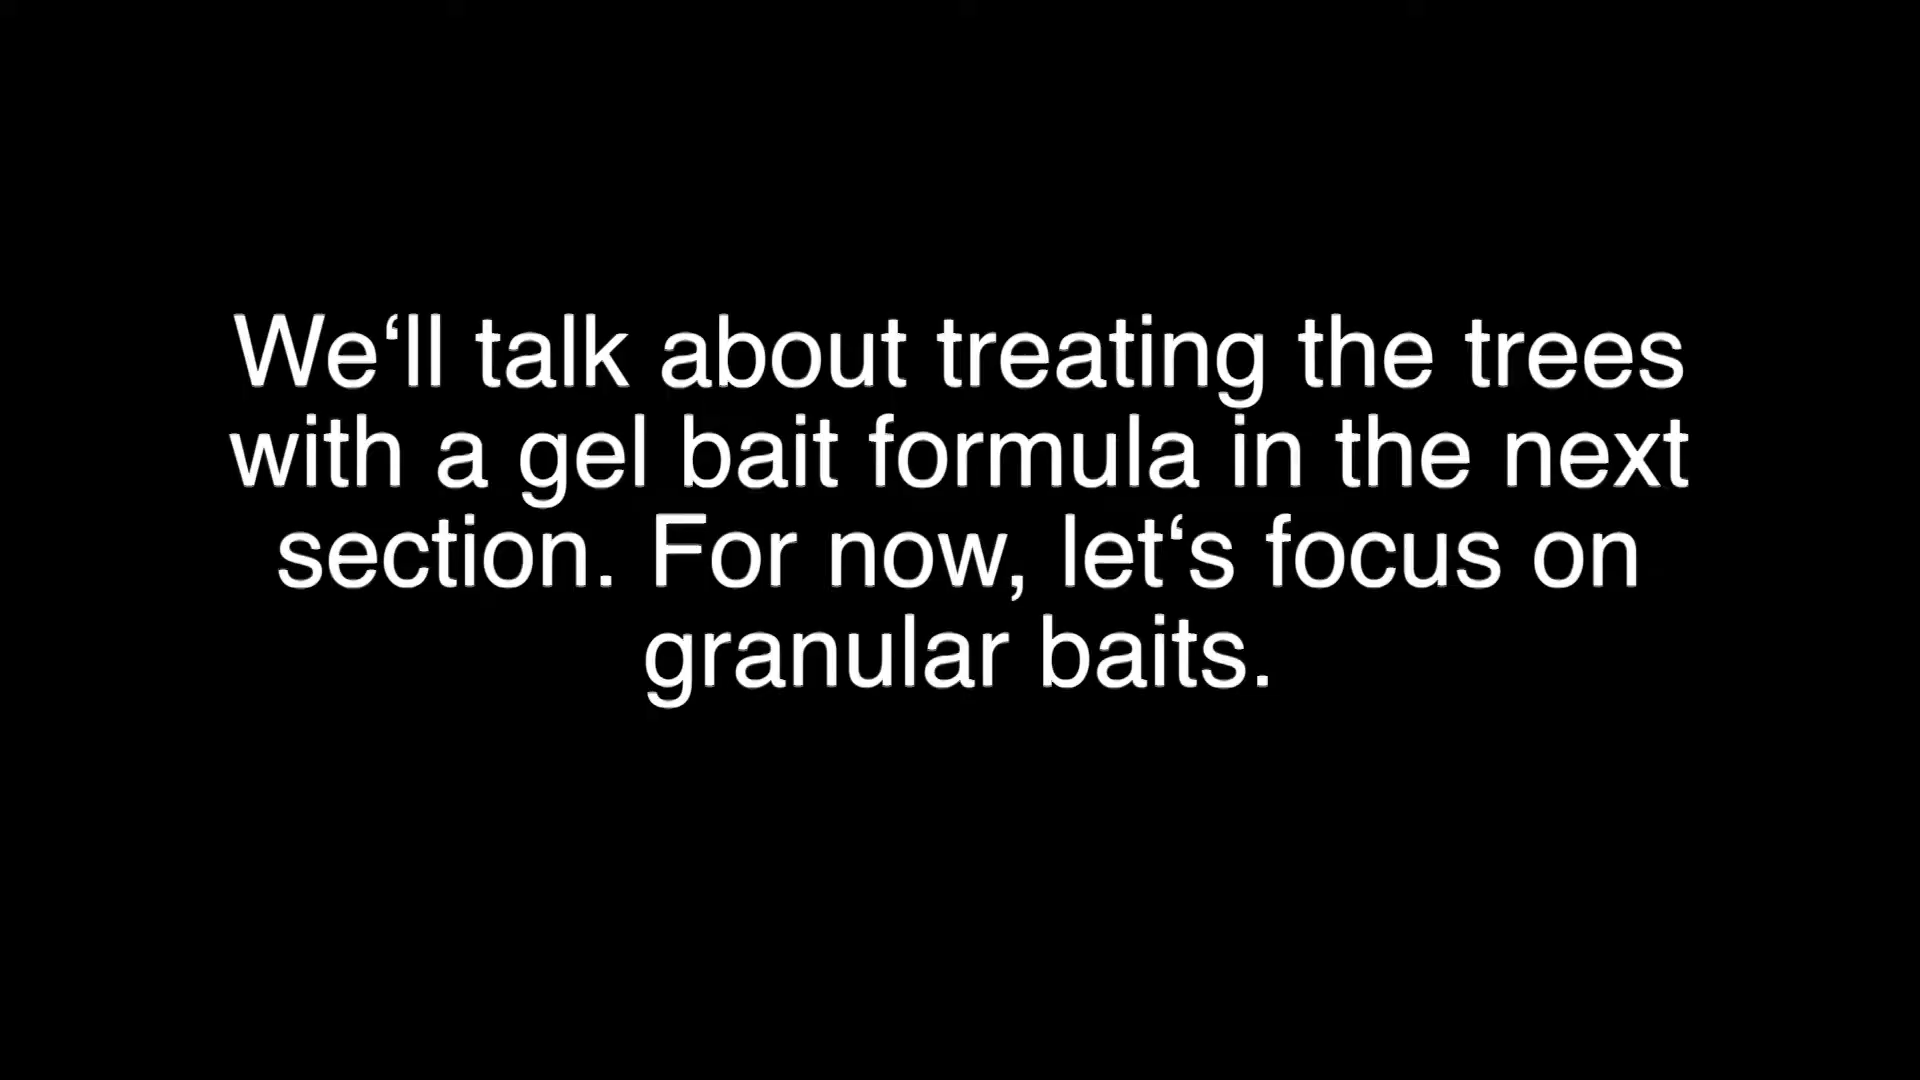 We‘ll talk about treating the trees
with a gel bait formula in the next
section. For now, let‘s focus on
granular baits.